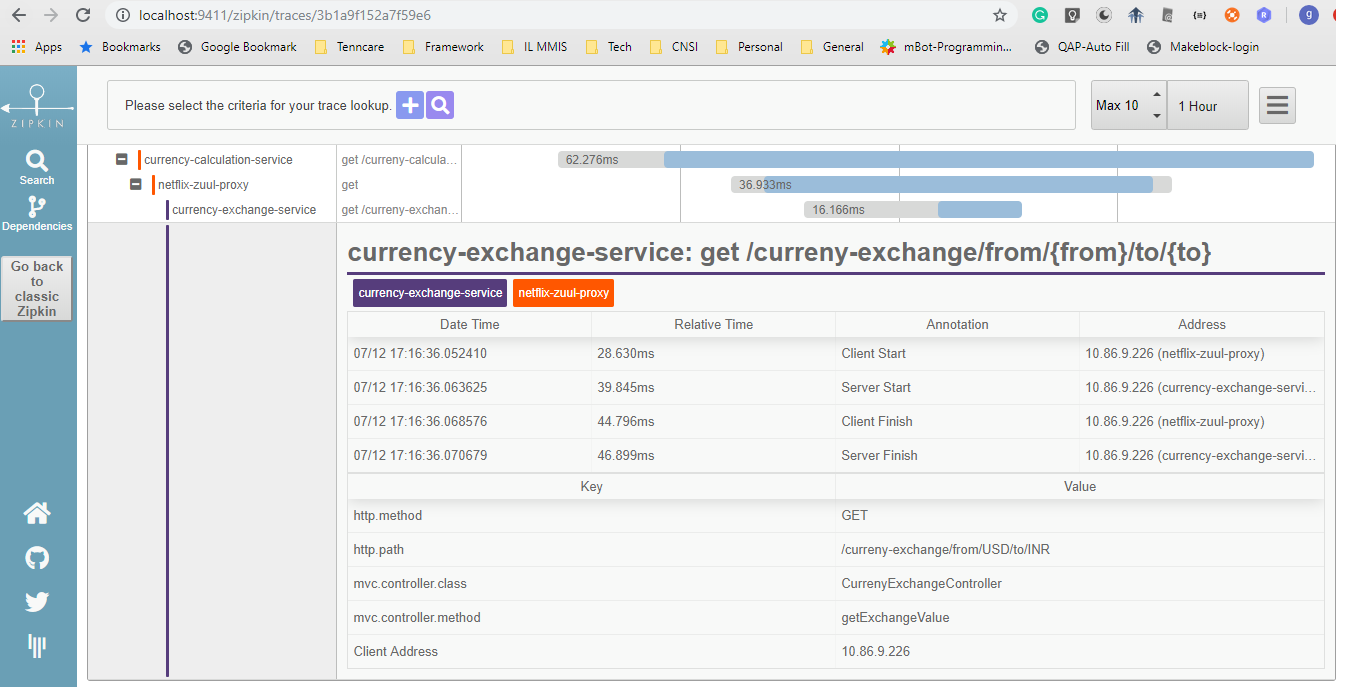 localhost:9411/zipkin/traces/3b1a9f152a7f59e6
g
Apps Bookmarks Google Bookmark Tenncare Framework IL MMIS Tech CNSI Personal General mBot-Programmin... QAP-Auto Fill Makeblock-login
ZIPKIN
Search
Dependencies
Go back
to
classic
Zipkin
Please select the criteria for your trace lookup.
Max 10 1 Hour
currency-calculation-service get /curreny-calcula... 62.276ms
netflix-zuul-proxy get 36.933ms
currency-exchange-service get /curreny-exchan... 16.166ms
currency-exchange-service: get /curreny-exchange/from/{from}/to/{to}
currency-exchange-service netflix-zuul-proxy
Date Time Relative Time Annotation Address
07/12 17:16:36.052410 28.630ms Client Start 10.86.9.226 (netflix-zuul-proxy)
07/12 17:16:36.063625 39.845ms Server Start 10.86.9.226 (currency-exchange-servi...
07/12 17:16:36.068576 44.796ms Client Finish 10.86.9.226 (netflix-zuul-proxy)
07/12 17:16:36.070679 46.899ms Server Finish 10.86.9.226 (currency-exchange-servi...
Key Value
http.method GET
http.path /curreny-exchange/from/USD/to/INR
mvc.controller.class CurrenyExchangeController
mvc.controller.method getExchangeValue
Client Address 10.86.9.226